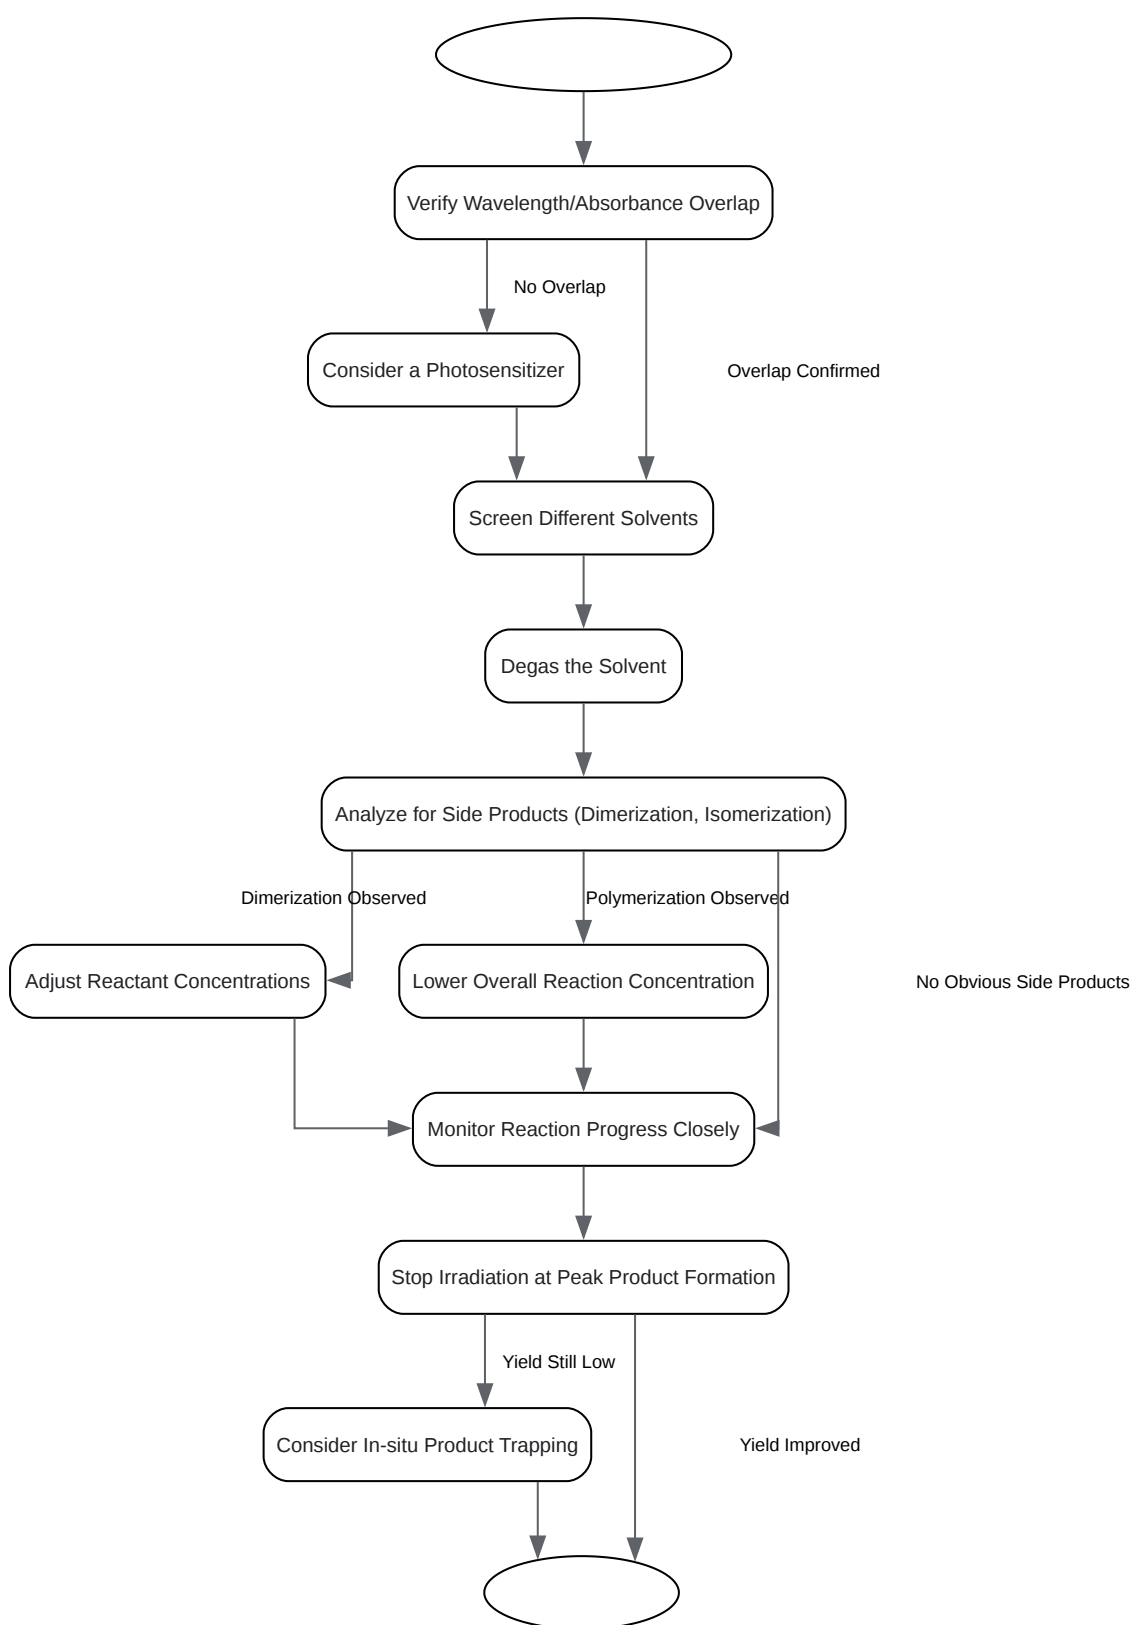 Verify Wavelength/Absorbance Overlap
No Overlap
Consider a Photosensitizer
Overlap Confirmed
Screen Different Solvents
Degas the Solvent
Analyze for Side Products (Dimerization, Isomerization)
Dimerization Observed
Polymerization Observed
Adjust Reactant Concentrations
Lower Overall Reaction Concentration
No Obvious Side Products
Monitor Reaction Progress Closely
Stop Irradiation at Peak Product Formation
Yield Still Low
Consider In-situ Product Trapping
Yield Improved